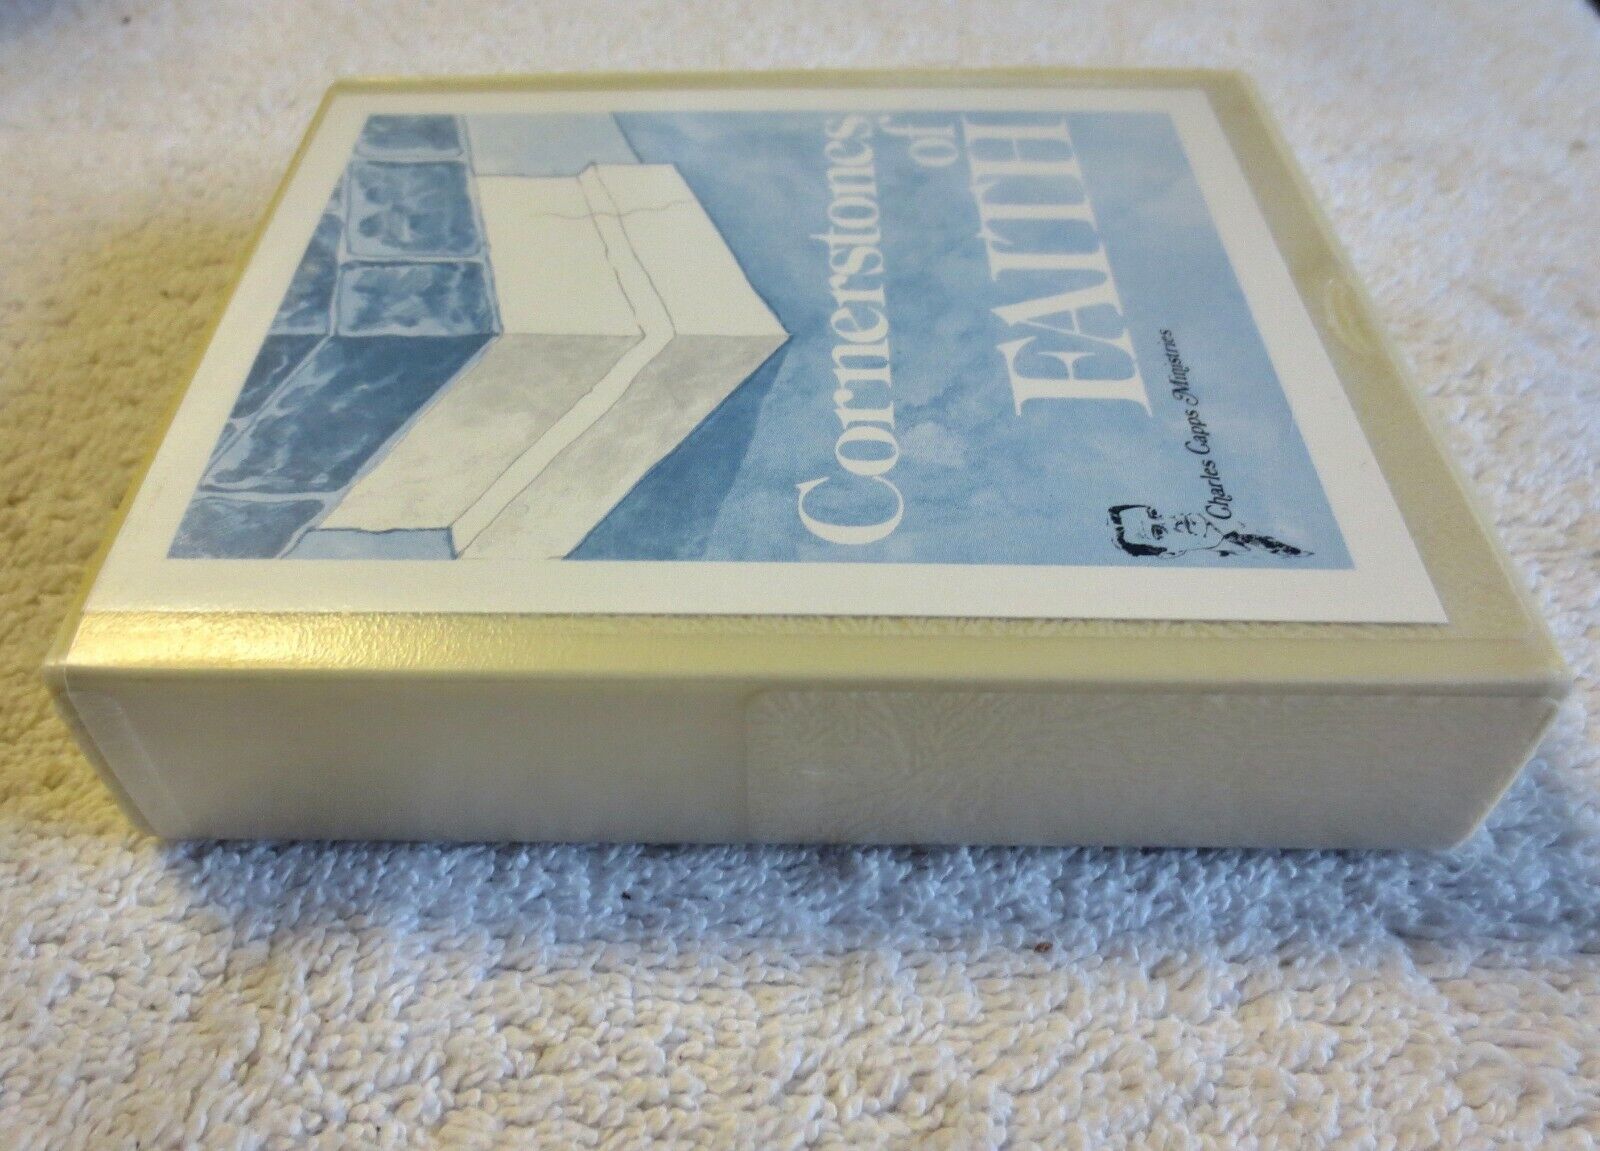 Cornerstones
of
FAITH
Charles Capps Ministries